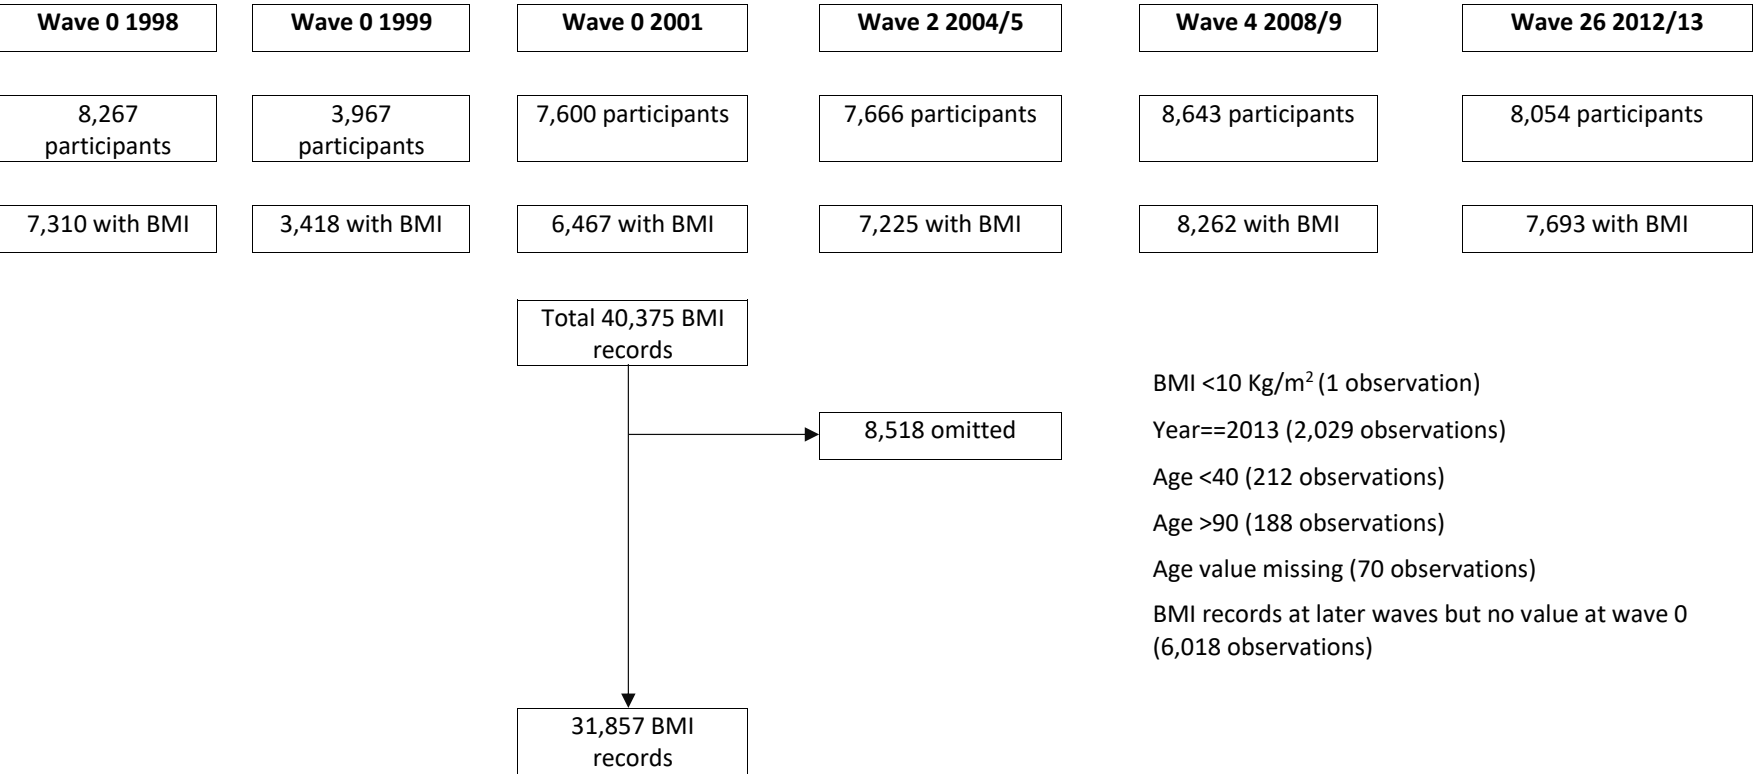 Wave 0 1998
Wave 0 1999
Wave 0 2001
Wave 2 2004/5
Wave 4 2008/9
Wave 26 2012/13
8,267
participants
3,967
participants
7,600 participants
7,666 participants
8,643 participants
8,054 participants
7,310 with BMI
3,418 with BMI
6,467 with BMI
7,225 with BMI
8,262 with BMI
7,693 with BMI
Total 40,375 BMI
records
8,518 omitted
BMI <10 Kg/m² (1 observation)
Year==2013 (2,029 observations)
Age <40 (212 observations)
Age >90 (188 observations)
Age value missing (70 observations)
BMI records at later waves but no value at wave 0
(6,018 observations)
31,857 BMI
records